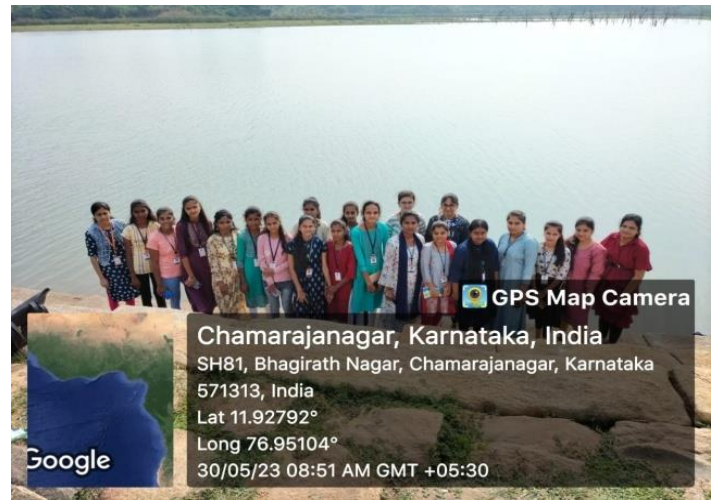 GPS Map Camera
Chamarajanagar, Karnataka, India
SH81, Bhagirath Nagar, Chamarajanagar, Karnataka
571313, India
Lat 11.92792°
Long 76.95104°
30/05/23 08:51 AM GMT +05:30
Google